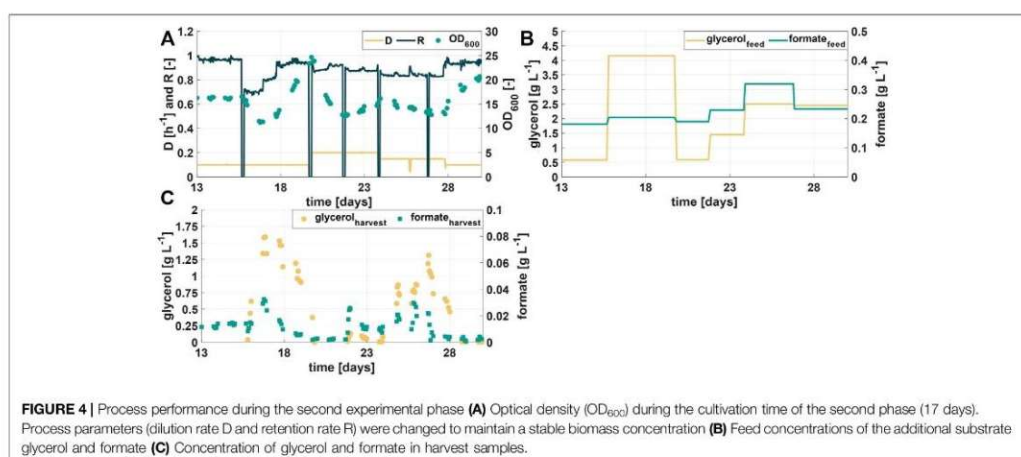 A
D
R
OD600
1.2
1
0.8
0.6
0.4
0.2
0
D [h-1] and R [-]
30
25
20
15
10
5
0
OD600 [-]
13
18
23
28
time [days]
B
glycerolfeed
formatefeed
5
4.5
4
3.5
3
2.5
2
1.5
1
0.5
0
glycerol [g L-1]
0.5
0.4
0.3
0.2
0.1
0
formate [g L-1]
13
18
23
28
time [days]
C
glycerolharvest
formateharvest
2
1.75
1.5
1.25
1
0.75
0.5
0.25
0
glycerol [g L-1]
0.1
0.08
0.06
0.04
0.02
0
formate [g L-1]
13
18
23
28
time [days]
FIGURE 4 | Process performance during the second experimental phase (A) Optical density (OD600) during the cultivation time of the second phase (17 days).
Process parameters (dilution rate D and retention rate R) were changed to maintain a stable biomass concentration (B) Feed concentrations of the additional substrate
glycerol and formate (C) Concentration of glycerol and formate in harvest samples.